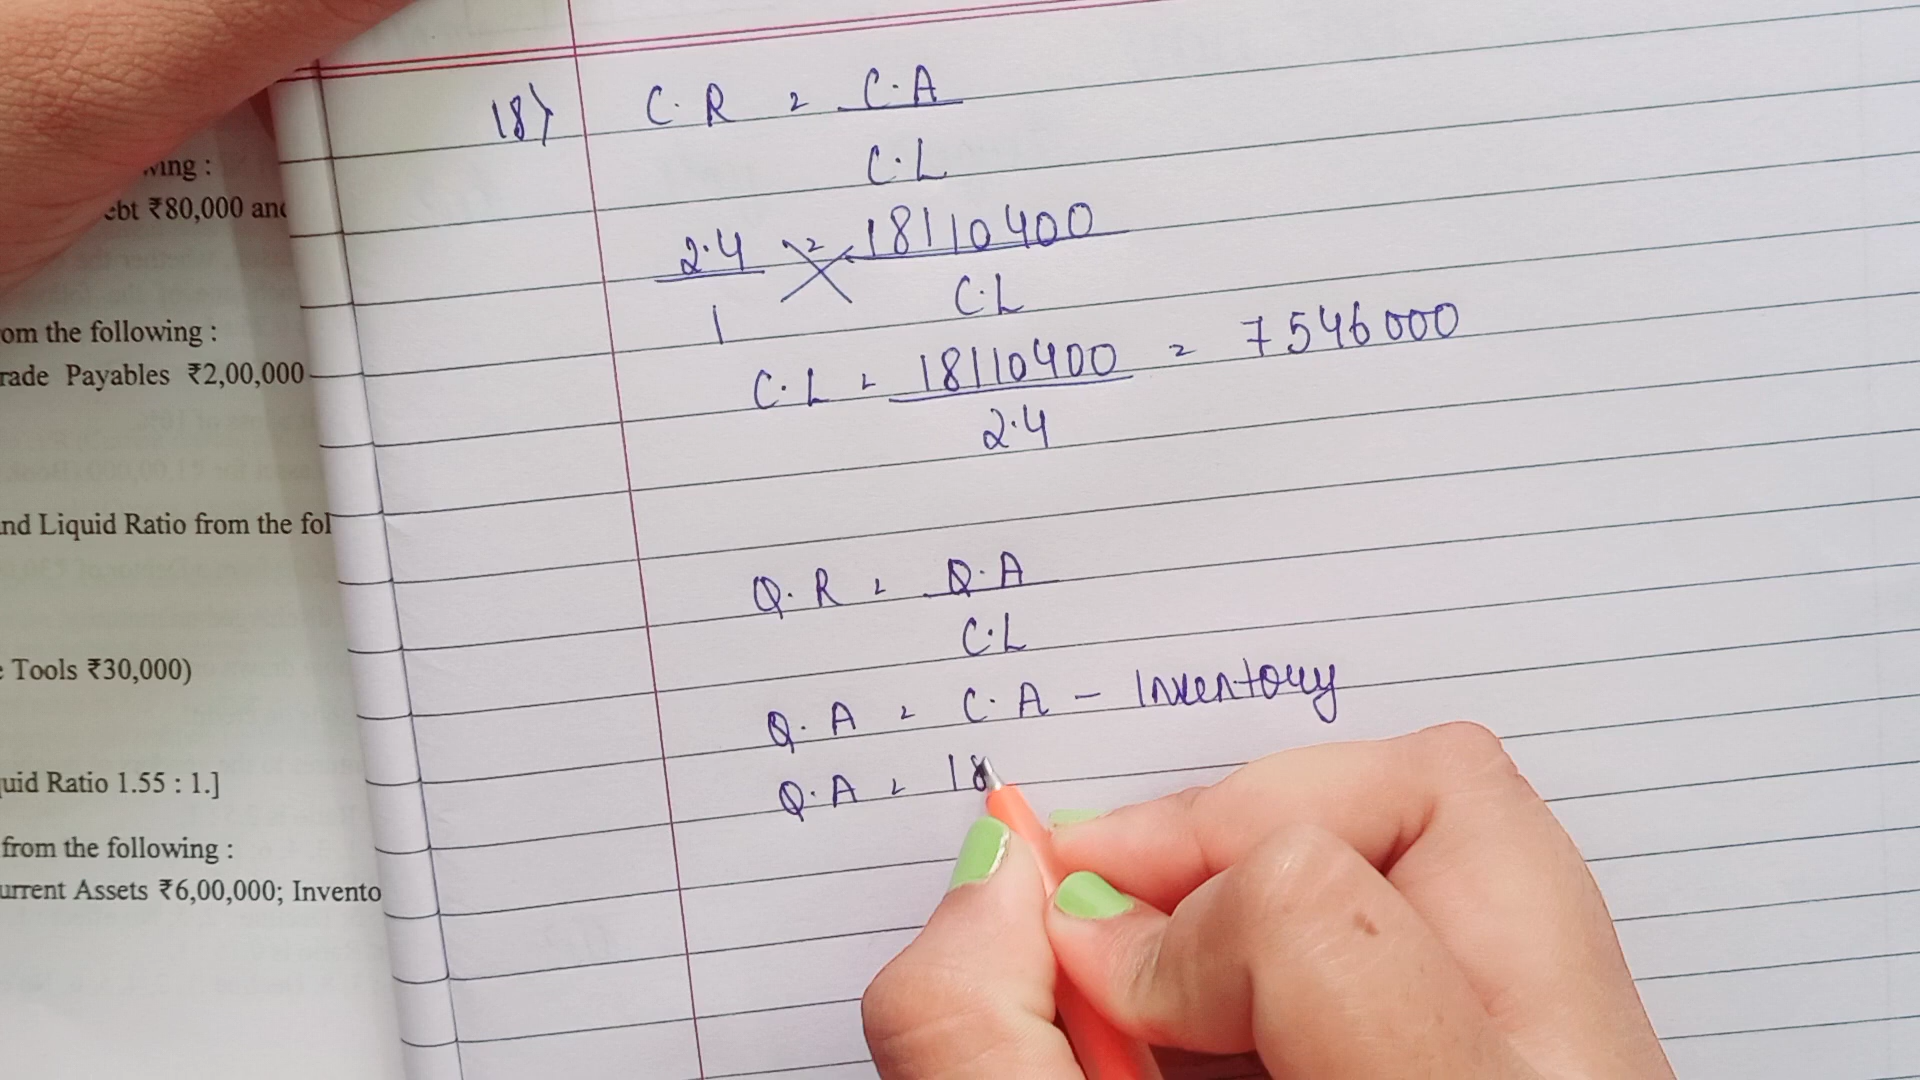 wing :
ebt ₹80,000 and
om the following :
rade Payables ₹2,00,000
nd Liquid Ratio from the fol
Tools ₹30,000)
uid Ratio 1.55 : 1.]
from the following :
urrent Assets ₹6,00,000; Invento
18) C.R = C.A
C.L
2.4 = 18110400
1 C.L
C.L = 18110400 = 7546000
2.4
Q.R = Q.A
C.L
Q.A = C.A - Inventory
Q.A = 18